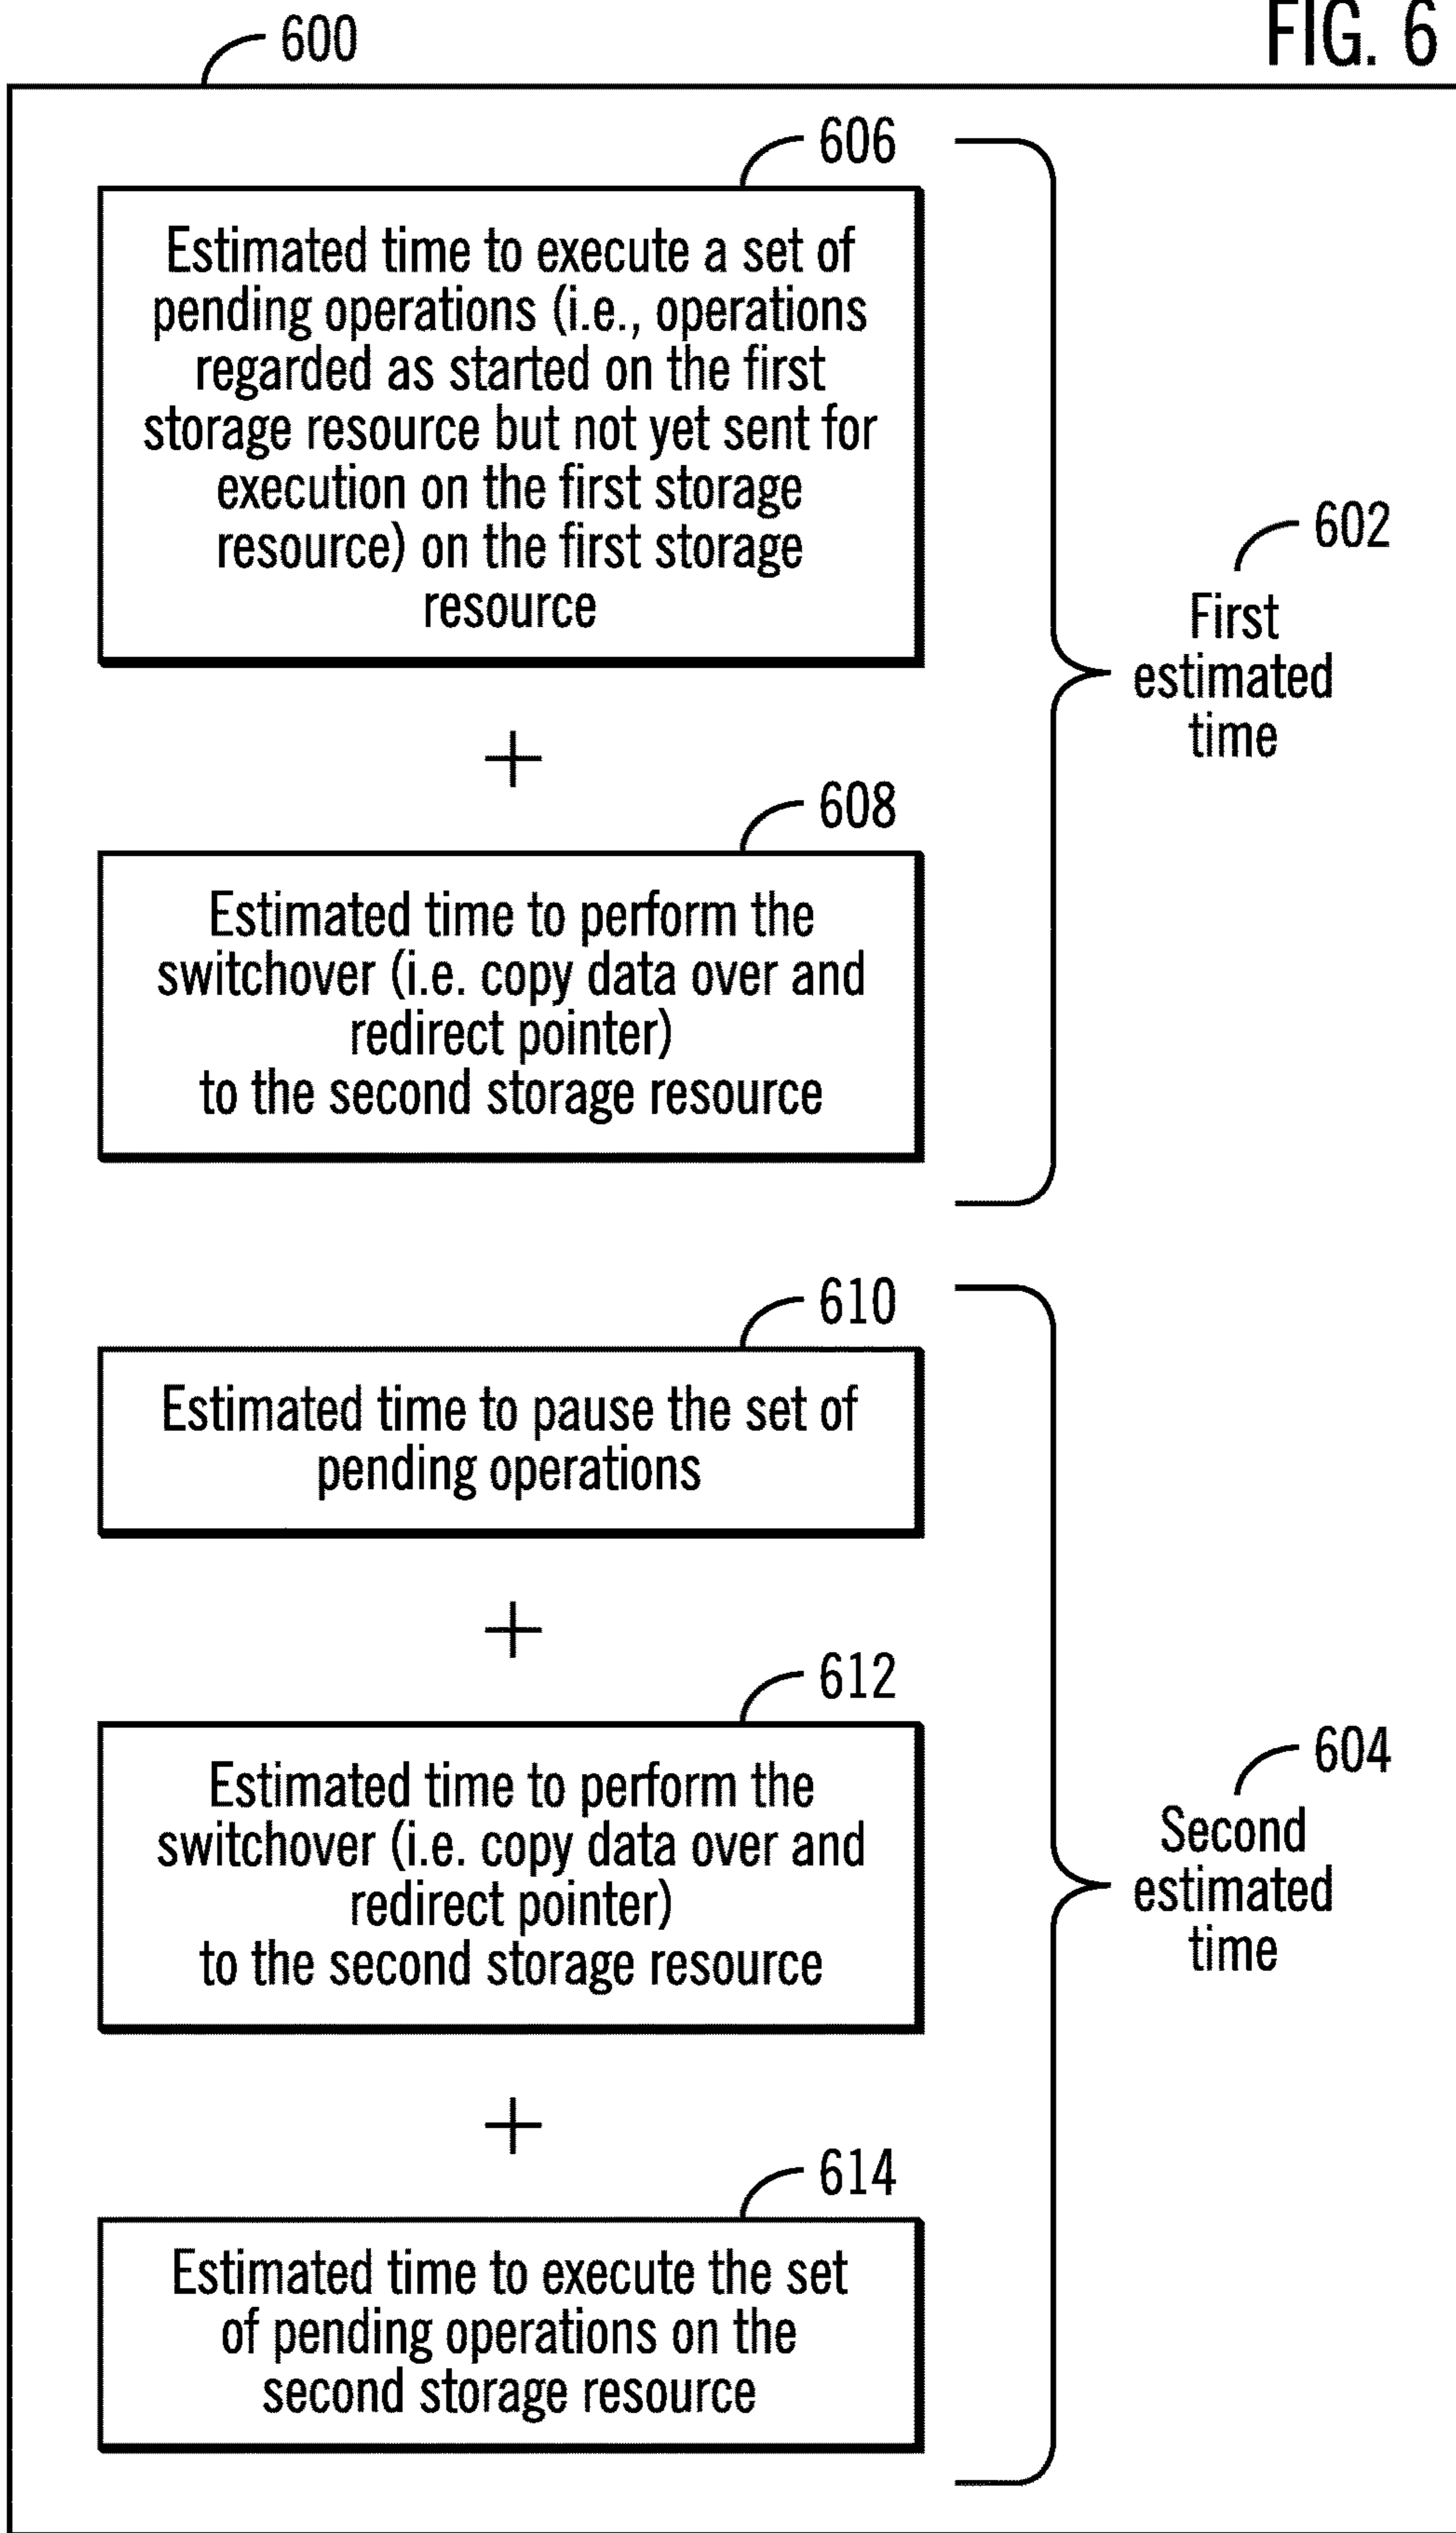 FIG. 6
600
606
Estimated time to execute a set of
pending operations (i.e., operations
regarded as started on the first
storage resource but not yet sent for
execution on the first storage
resource) on the first storage
resource
602
First
estimated
time
+
608
Estimated time to perform the
switchover (i.e. copy data over and
redirect pointer)
to the second storage resource
610
Estimated time to pause the set of
pending operations
+
612
Estimated time to perform the
switchover (i.e. copy data over and
redirect pointer)
to the second storage resource
604
Second
estimated
time
+
614
Estimated time to execute the set
of pending operations on the
second storage resource